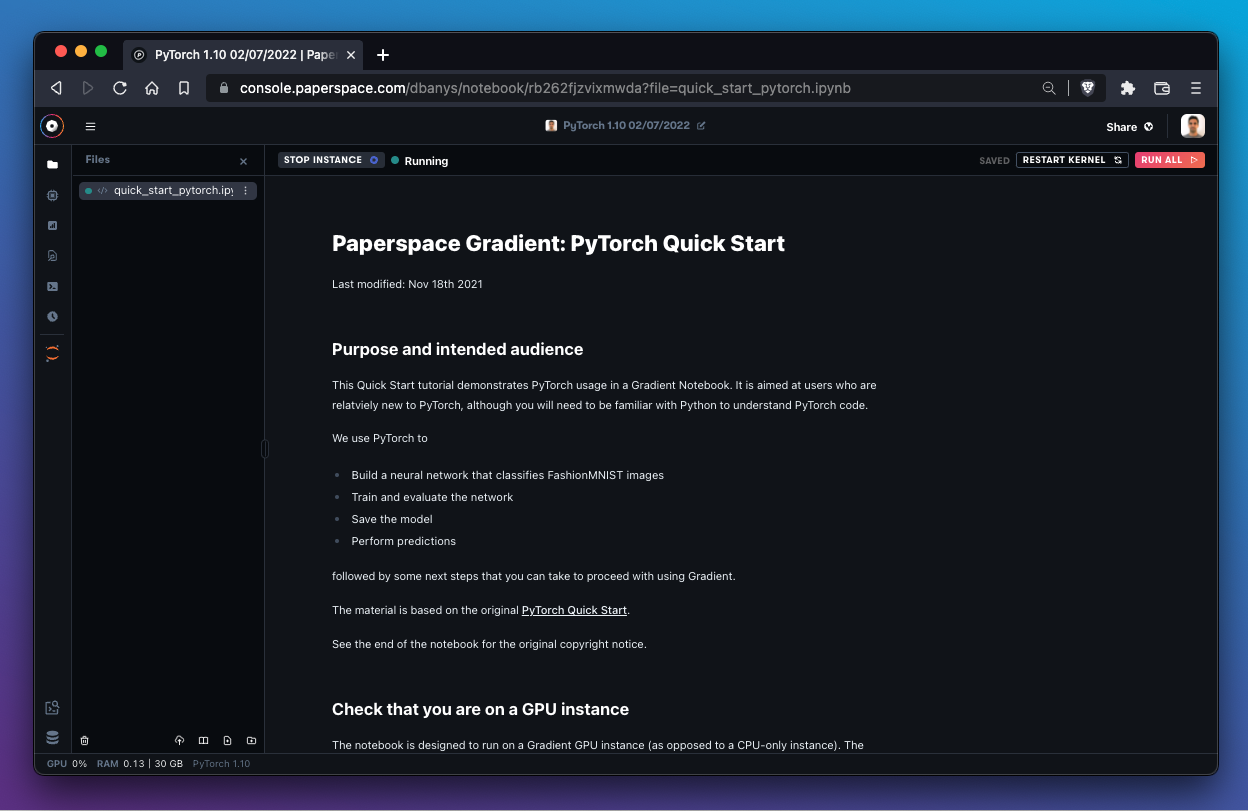 PyTorch 1.10 02/07/2022 | Pape
console.paperspace.com/dbanys/notebook/rb262fjzvixmwda?file=quick_start_pytorch.ipynb
PyTorch 1.10 02/07/2022
Share
Files
STOP INSTANCE
Running
SAVED
RESTART KERNEL
RUN ALL
quick_start_pytorch.ipy
Paperspace Gradient: PyTorch Quick Start
Last modified: Nov 18th 2021
Purpose and intended audience
This Quick Start tutorial demonstrates PyTorch usage in a Gradient Notebook. It is aimed at users who are
relatviely new to PyTorch, although you will need to be familiar with Python to understand PyTorch code.
We use PyTorch to
Build a neural network that classifies FashionMNIST images
Train and evaluate the network
Save the model
Perform predictions
followed by some next steps that you can take to proceed with using Gradient.
The material is based on the original PyTorch Quick Start.
See the end of the notebook for the original copyright notice.
Check that you are on a GPU instance
The notebook is designed to run on a Gradient GPU instance (as opposed to a CPU-only instance). The
GPU 0% RAM 0.13 | 30 GB PyTorch 1.10